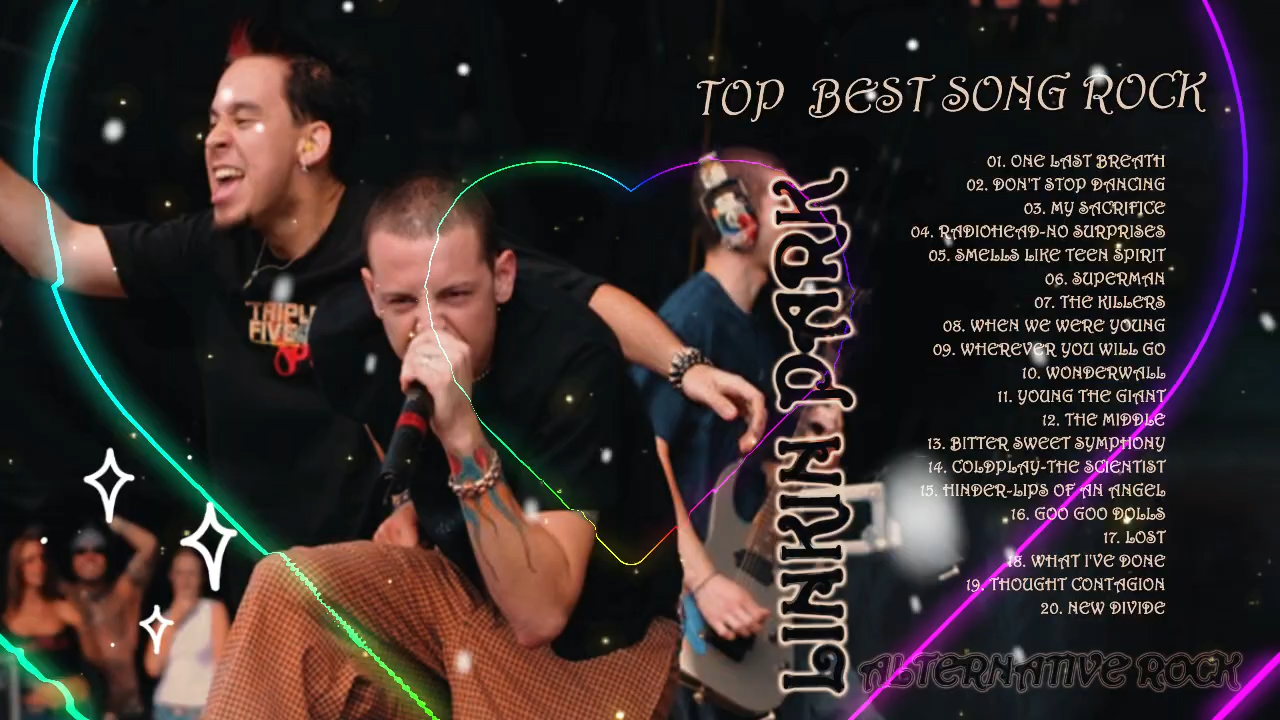 TOP BEST SONG ROCK
01. ONE LAST BREATH
02. DON'T STOP DANCING
03. MY SACRIFICE
04. RADIOHEAD-NO SURPRISES
05. SMELLS LIKE TEEN SPIRIT
06. SUPERMAN
07. THE KILLERS
08. WHEN WE WERE YOUNG
09. WHEREVER YOU WILL GO
10. WONDERWALL
11. YOUNG THE GIANT
12. THE MIDDLE
13. BITTER SWEET SYMPHONY
14. COLDPLAY-THE SCIENTIST
15. HINDER-LIPS OF AN ANGEL
16. GOO GOO DOLLS
17. LOST
18. WHAT I'VE DONE
19. THOUGHT CONTAGION
20. NEW DIVIDE
LINKIN PARK
ALTERNATIVE ROCK
TRIPLE
FIVE